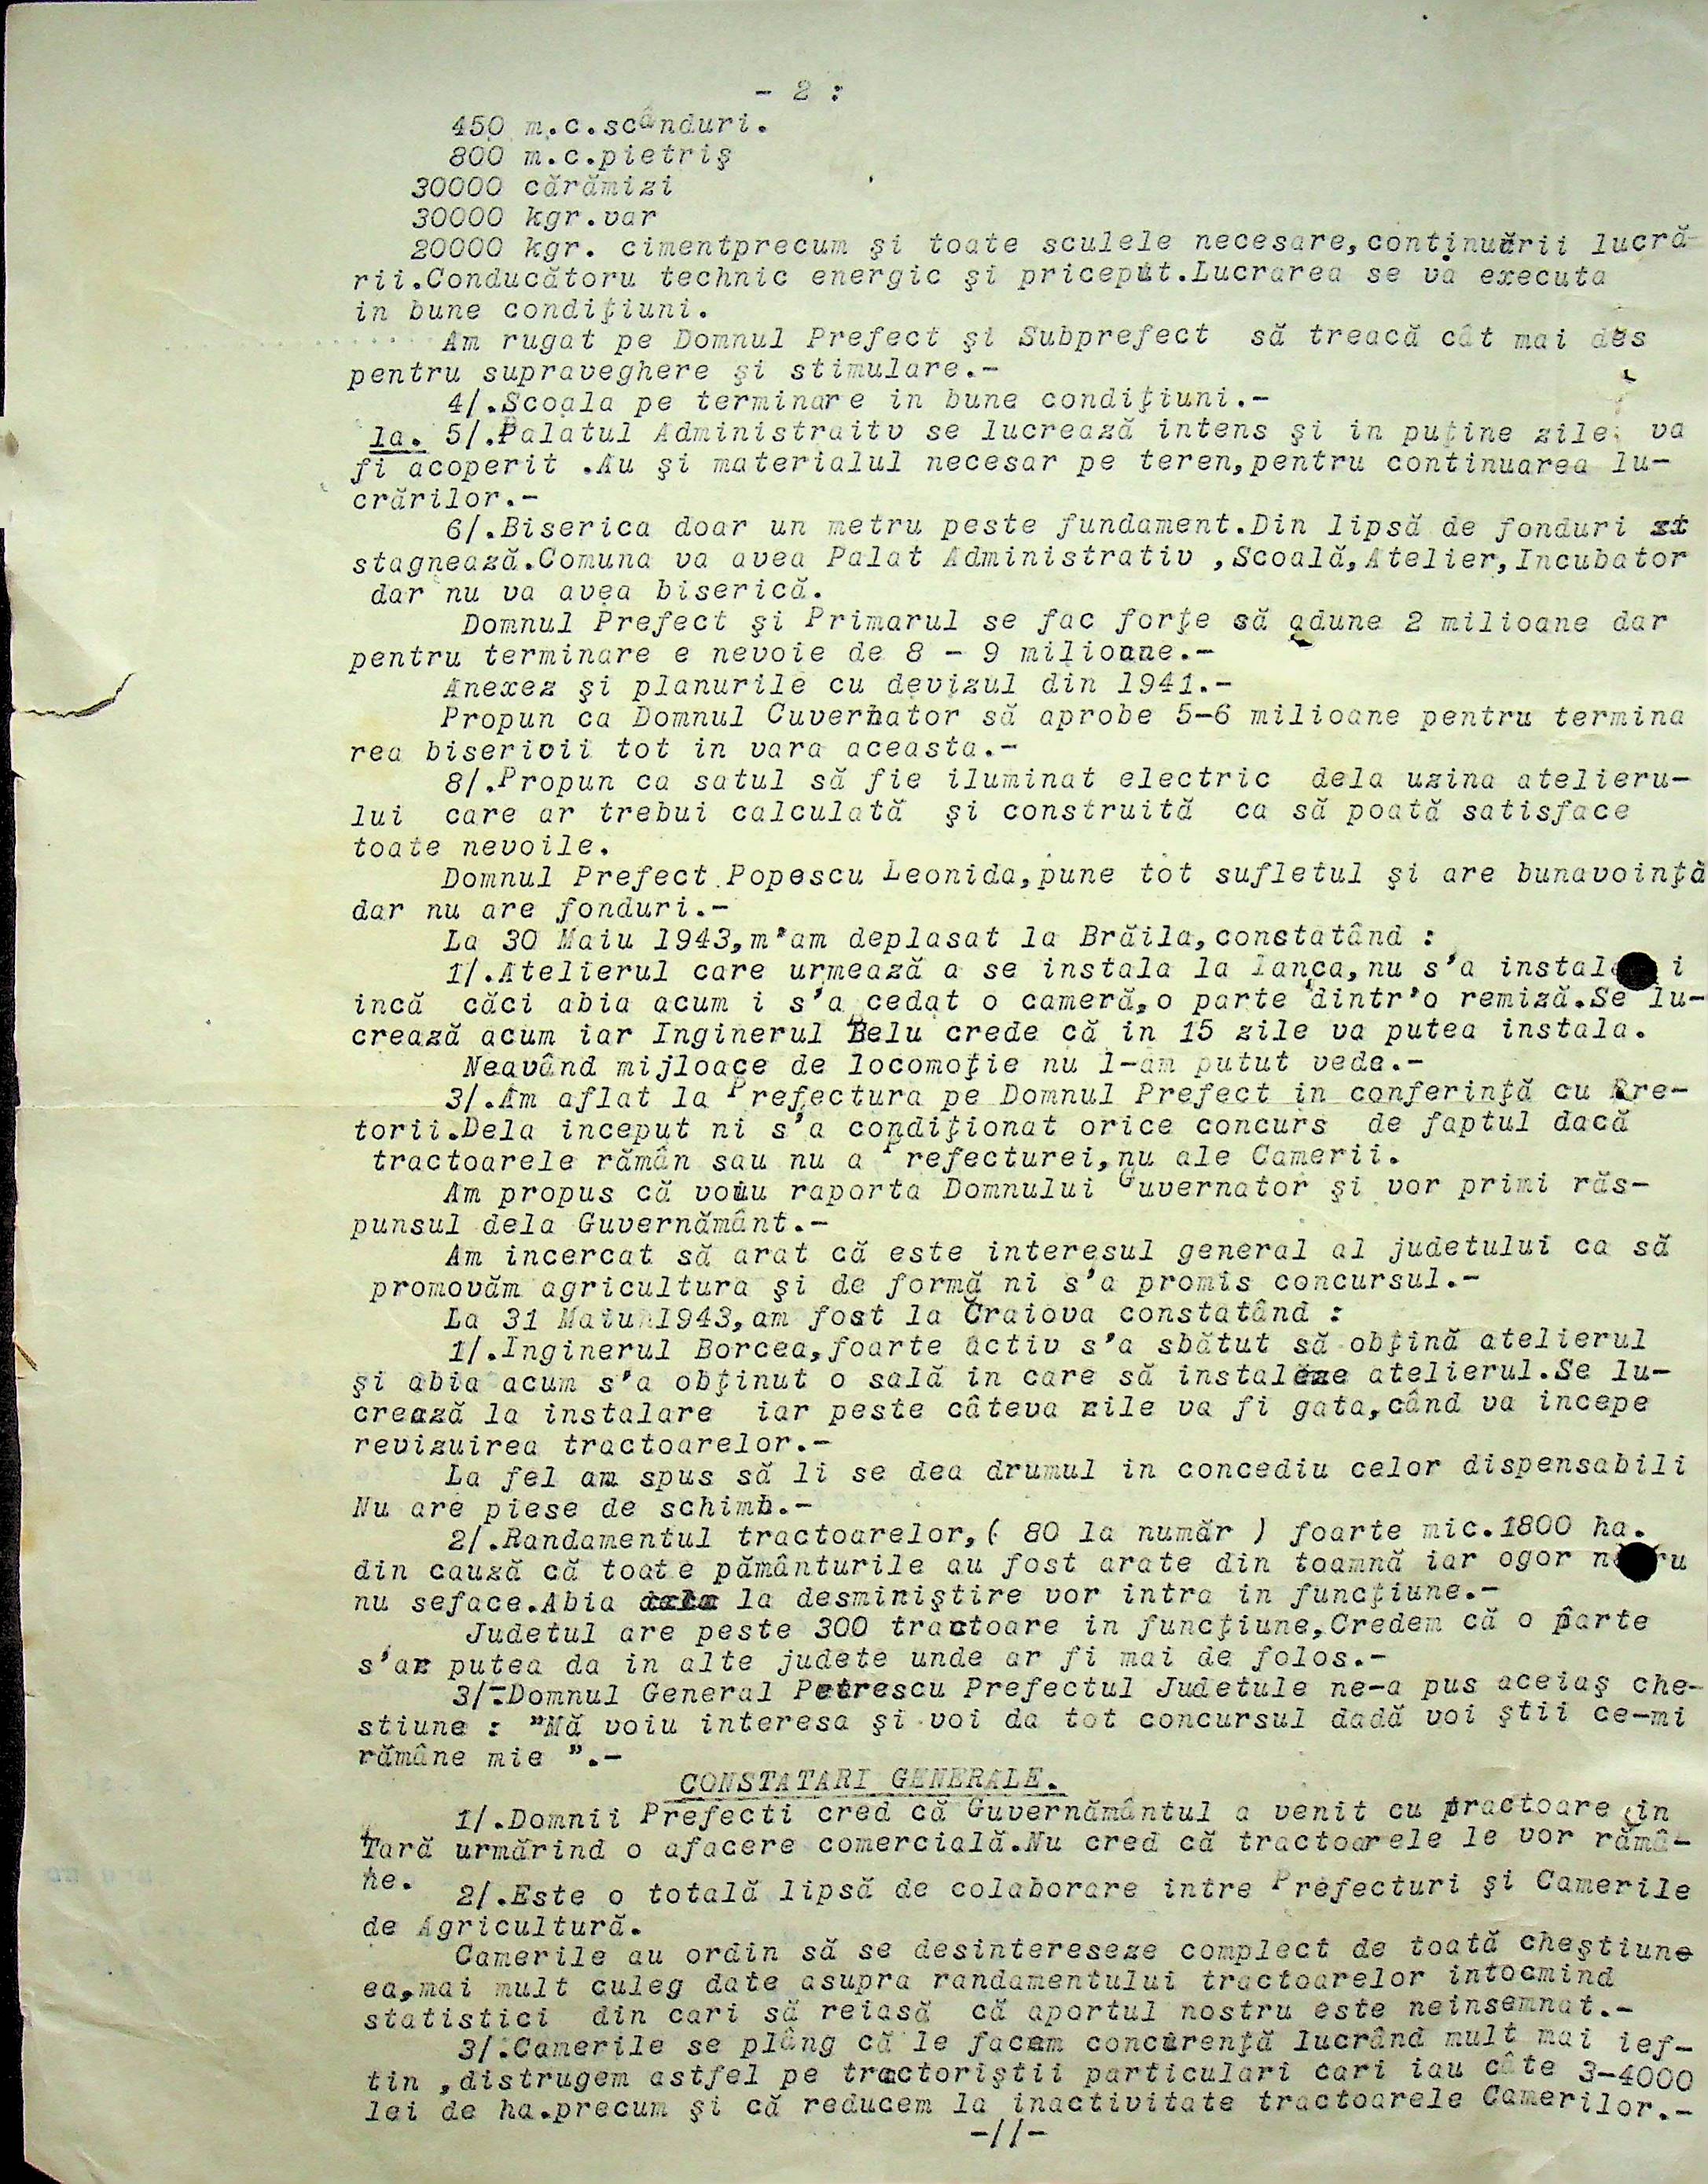 - 2 :
450 m.c.scânduri.
800 m.c.pietriş
30000 cărămizi
30000 kgr.var
20000 kgr. cimentprecum şi toate sculele necesare,continuării lucră-
rii.Conducătoru technic energic şi priceput.Lucrarea se va executa
in bune condiţiuni.
Am rugat pe Domnul Prefect şi Subprefect să treacă cât mai des
pentru supraveghere şi stimulare.-
4/.Scoala pe terminare in bune condiţiuni.-
la. 5/.Palatul Administraitv se lucrează intens şi in puţine zile va
fi acoperit .Au şi materialul necesar pe teren,pentru continuarea lu-
crărilor.-
6/.Biserica doar un metru peste fundament.Din lipsă de fonduri st
stagnează.Comuna va avea Palat Administrativ ,Scoală,Atelier,Incubator
dar nu va avea biserică.
Domnul Prefect şi Primarul se fac forţe să adune 2 milioane dar
pentru terminare e nevoie de 8 - 9 milioane.-
Anexez şi planurile cu devizul din 1941.-
Propun ca Domnul Cuvernator să aprobe 5-6 milioane pentru termina
rea bisericii tot in vara aceasta.-
8/.Propun ca satul să fie iluminat electric dela uzina atelieru-
lui care ar trebui calculată şi construită ca să poată satisface
toate nevoile.
Domnul Prefect Popescu Leonida,pune tot sufletul şi are bunavoinţă
dar nu are fonduri.-
La 30 Maiu 1943,m'am deplasat la Brăila,constatând :
1/.Atelierul care urmează a se instala la Ianca,nu s'a instal i
incă căci abia acum i s'a cedat o cameră,o parte dintr'o remiză.Se lu-
crează acum iar Inginerul Belu crede că in 15 zile va putea instala.
Neavând mijloace de locomoţie nu l-am putut vede.-
3/.Am aflat la Prefectura pe Domnul Prefect in conferinţă cu Pre-
torii.Dela inceput ni s'a condiţionat orice concurs de faptul dacă
tractoarele rămân sau nu a Prefecturei,nu ale Camerii.
Am propus că voiu raporta Domnului Guvernator şi vor primi răs-
punsul dela Guvernământ.-
Am incercat să arat că este interesul general al judetului ca să
promovăm agricultura şi de formă ni s'a promis concursul.-
La 31 Maiu 1943,am fost la Craiova constatând :
1/.Inginerul Borcea,foarte activ s'a sbătut să obţină atelierul
şi abia acum s'a obţinut o sală in care să instaleze atelierul.Se lu-
crează la instalare iar peste câteva zile va fi gata,când va incepe
revizuirea tractoarelor.-
La fel am spus să li se dea drumul in concediu celor dispensabili
Nu are piese de schimb.-
2/.Randamentul tractoarelor,( 80 la număr ) foarte mic.1800 ha.
din cauză că toate pământurile au fost arate din toamnă iar ogor n ru
nu seface.Abia la desminiştire vor intra in funcţiune.-
Judetul are peste 300 tractoare in funcţiune,Credem că o parte
s'ar putea da in alte judete unde ar fi mai de folos.-
3/-.Domnul General Petrescu Prefectul Judetule ne-a pus aceiaş che-
stiune : "Mă voiu interesa şi voi da tot concursul dadă voi ştii ce-mi
rămâne mie ".-
CONSTATARI GENERALE.
1/.Domnii Prefecti cred că Guvernământul a venit cu tractoare in
Tară urmărind o afacere comercială.Nu cred că tractoarele le vor rămâ-
ne.
2/.Este o totală lipsă de colaborare intre Prefecturi şi Camerile
de Agricultură.
Camerile au ordin să se desintereseze complect de toată cheştiune
ea,mai mult culeg date asupra randamentului tractoarelor intocmind
statistici din cari să reiasă că aportul nostru este neinsemnat.-
3/.Camerile se plâng că le facem concurenţă lucrând mult mai ief-
tin ,distrugem astfel pe tractoriştii particulari cari iau câte 3-4000
lei de ha.precum şi că reducem la inactivitate tractoarele Camerilor.-
-//-